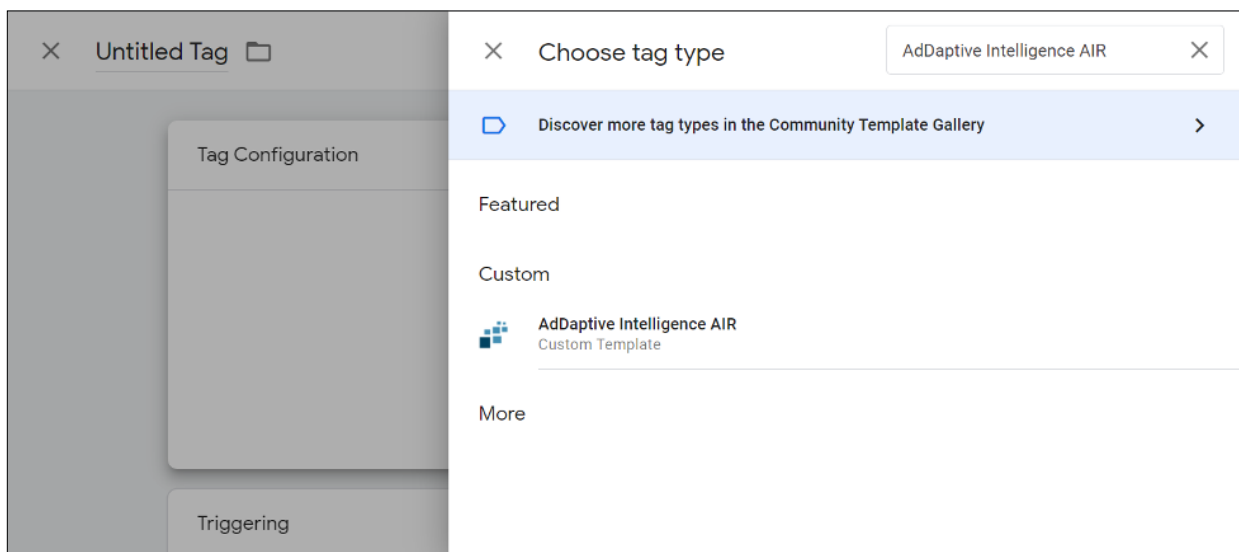 Untitled Tag
Choose tag type
AdDaptive Intelligence AIR
Discover more tag types in the Community Template Gallery
Tag Configuration
Featured
Custom
AdDaptive Intelligence AIR
Custom Template
More
Triggering